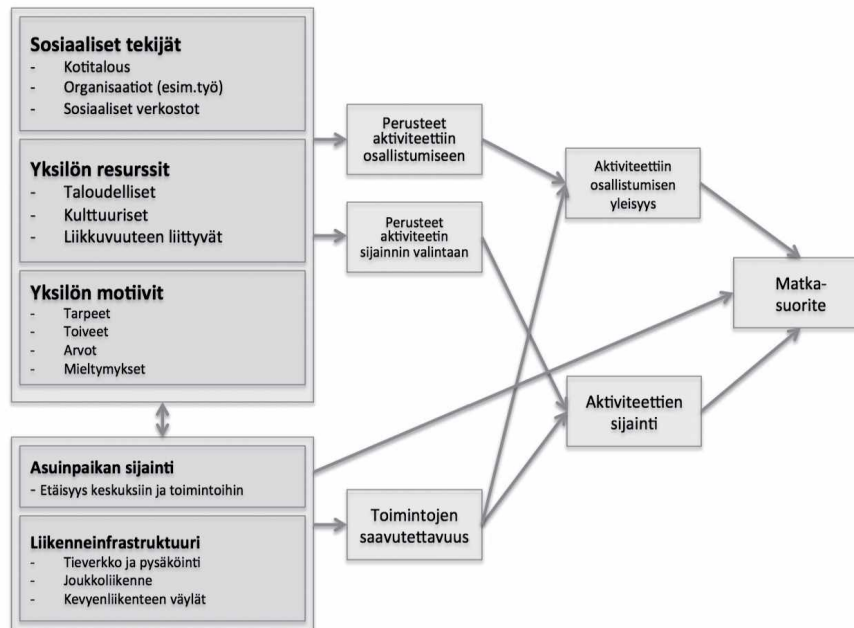 Sosiaaliset tekijät
- Kotitalous
- Organisaatiot (esim.työ)
- Sosiaaliset verkostot
Yksilön resurssit
- Taloudelliset
- Kulttuuriset
- Liikkuvuuteen liittyvät
Yksilön motiivit
- Tarpeet
- Toiveet
- Arvot
- Mieltymykset
Asuinpaikan sijainti
- Etäisyys keskuksiin ja toimintoihin
Liikenneinfrastruktuuri
- Tieverkko ja pysäköinti
- Joukkoliikenne
- Kevyenliikenteen väylät
Perusteet
aktiviteettiin
osallistumiseen
Perusteet
aktiviteetin
sijainnin valintaan
Toimintojen
saavutettavuus
Aktiviteettiin
osallistumisen
yleisyys
Aktiviteettien
sijainti
Matka-
suorite